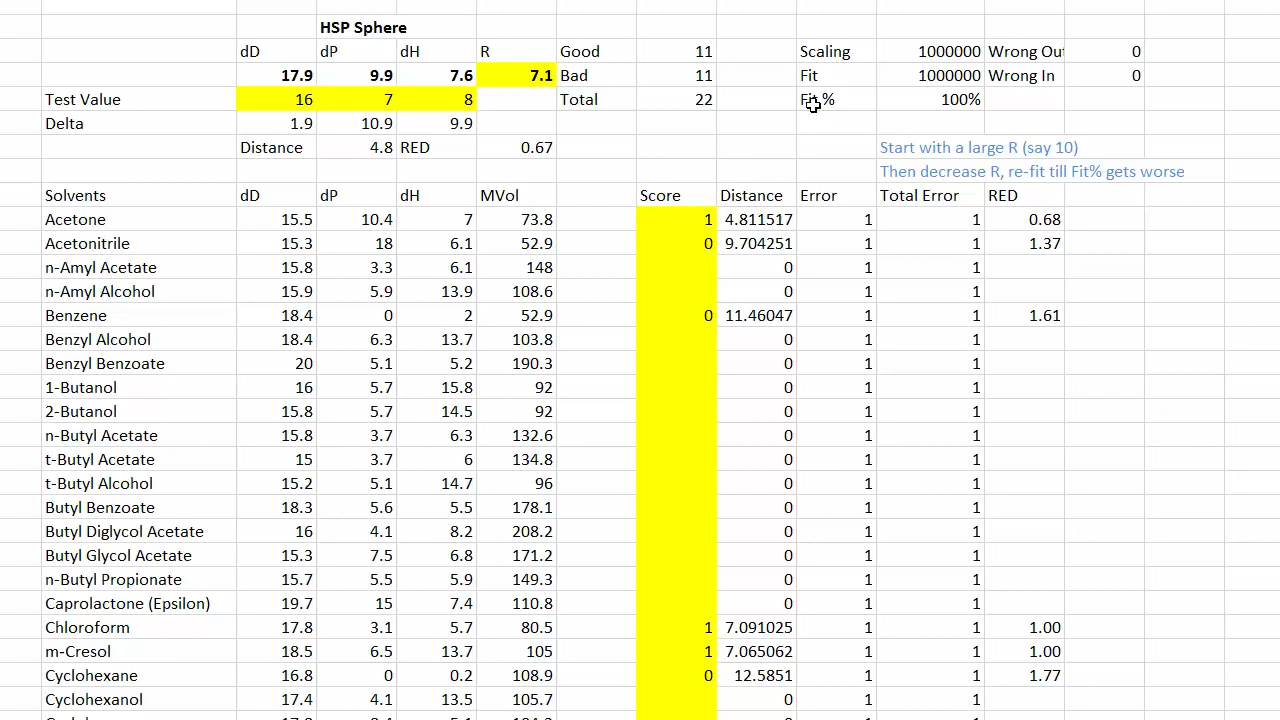 HSP Sphere
dD dP dH R Good 11 Scaling 1000000 Wrong Out 0
17.9 9.9 7.6 7.1 Bad 11 Fit 1000000 Wrong In 0
Test Value 16 7 8 Total 22 Fit% 100%
Delta 1.9 10.9 9.9
Distance 4.8 RED 0.67 Start with a large R (say 10)
Then decrease R, re-fit till Fit% gets worse
Solvents dD dP dH MVol Score Distance Error Total Error RED
Acetone 15.5 10.4 7 73.8 1 4.811517 1 1 0.68
Acetonitrile 15.3 18 6.1 52.9 0 9.704251 1 1 1.37
n-Amyl Acetate 15.8 3.3 6.1 148 0 1 1
n-Amyl Alcohol 15.9 5.9 13.9 108.6 0 1 1
Benzene 18.4 0 2 52.9 0 11.46047 1 1 1.61
Benzyl Alcohol 18.4 6.3 13.7 103.8 0 1 1
Benzyl Benzoate 20 5.1 5.2 190.3 0 1 1
1-Butanol 16 5.7 15.8 92 0 1 1
2-Butanol 15.8 5.7 14.5 92 0 1 1
n-Butyl Acetate 15.8 3.7 6.3 132.6 0 1 1
t-Butyl Acetate 15 3.7 6 134.8 0 1 1
t-Butyl Alcohol 15.2 5.1 14.7 96 0 1 1
Butyl Benzoate 18.3 5.6 5.5 178.1 0 1 1
Butyl Diglycol Acetate 16 4.1 8.2 208.2 0 1 1
Butyl Glycol Acetate 15.3 7.5 6.8 171.2 0 1 1
n-Butyl Propionate 15.7 5.5 5.9 149.3 0 1 1
Caprolactone (Epsilon) 19.7 15 7.4 110.8 0 1 1
Chloroform 17.8 3.1 5.7 80.5 1 7.091025 1 1 1.00
m-Cresol 18.5 6.5 13.7 105 1 7.065062 1 1 1.00
Cyclohexane 16.8 0 0.2 108.9 0 12.5851 1 1 1.77
Cyclohexanol 17.4 4.1 13.5 105.7 0 1 1